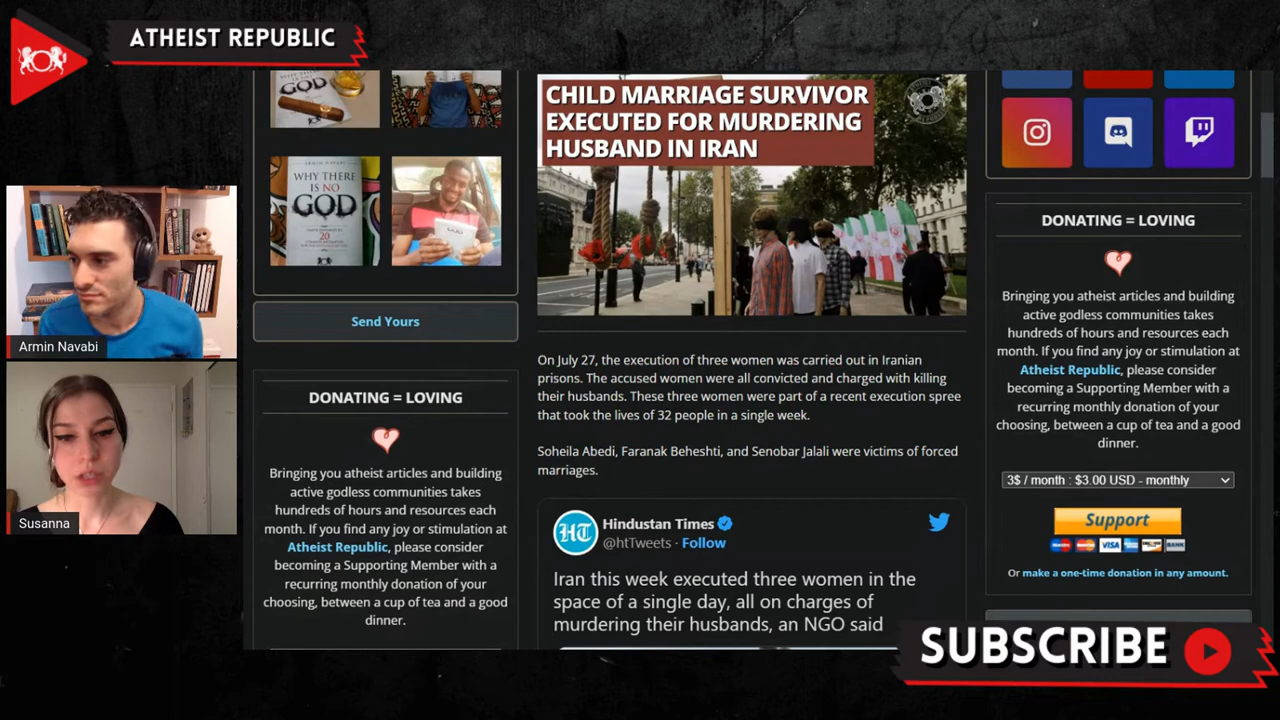 ATHEIST REPUBLIC
GOD
WHY THERE
IS NO
GOD
20
GOD
Send Yours
DONATING = LOVING
Bringing you atheist articles and building
active godless communities takes
hundreds of hours and resources each
month. If you find any joy or stimulation at
Atheist Republic, please consider
becoming a Supporting Member with a
recurring monthly donation of your
choosing, between a cup of tea and a good
dinner.
CHILD MARRIAGE SURVIVOR
EXECUTED FOR MURDERING
HUSBAND IN IRAN
On July 27, the execution of three women was carried out in Iranian
prisons. The accused women were all convicted and charged with killing
their husbands. These three women were part of a recent execution spree
that took the lives of 32 people in a single week.
Soheila Abedi, Faranak Beheshti, and Senobar Jalali were victims of forced
marriages.
HT
Hindustan Times
@htTweets · Follow
Iran this week executed three women in the
space of a single day, all on charges of
murdering their husbands, an NGO said
DONATING = LOVING
Bringing you atheist articles and building
active godless communities takes
hundreds of hours and resources each
month. If you find any joy or stimulation at
Atheist Republic, please consider
becoming a Supporting Member with a
recurring monthly donation of your
choosing, between a cup of tea and a good
dinner.
3$ / month : $3.00 USD - monthly
Support
VISA
BANK
Or make a one-time donation in any amount.
Armin Navabi
Susanna
SUBSCRIBE